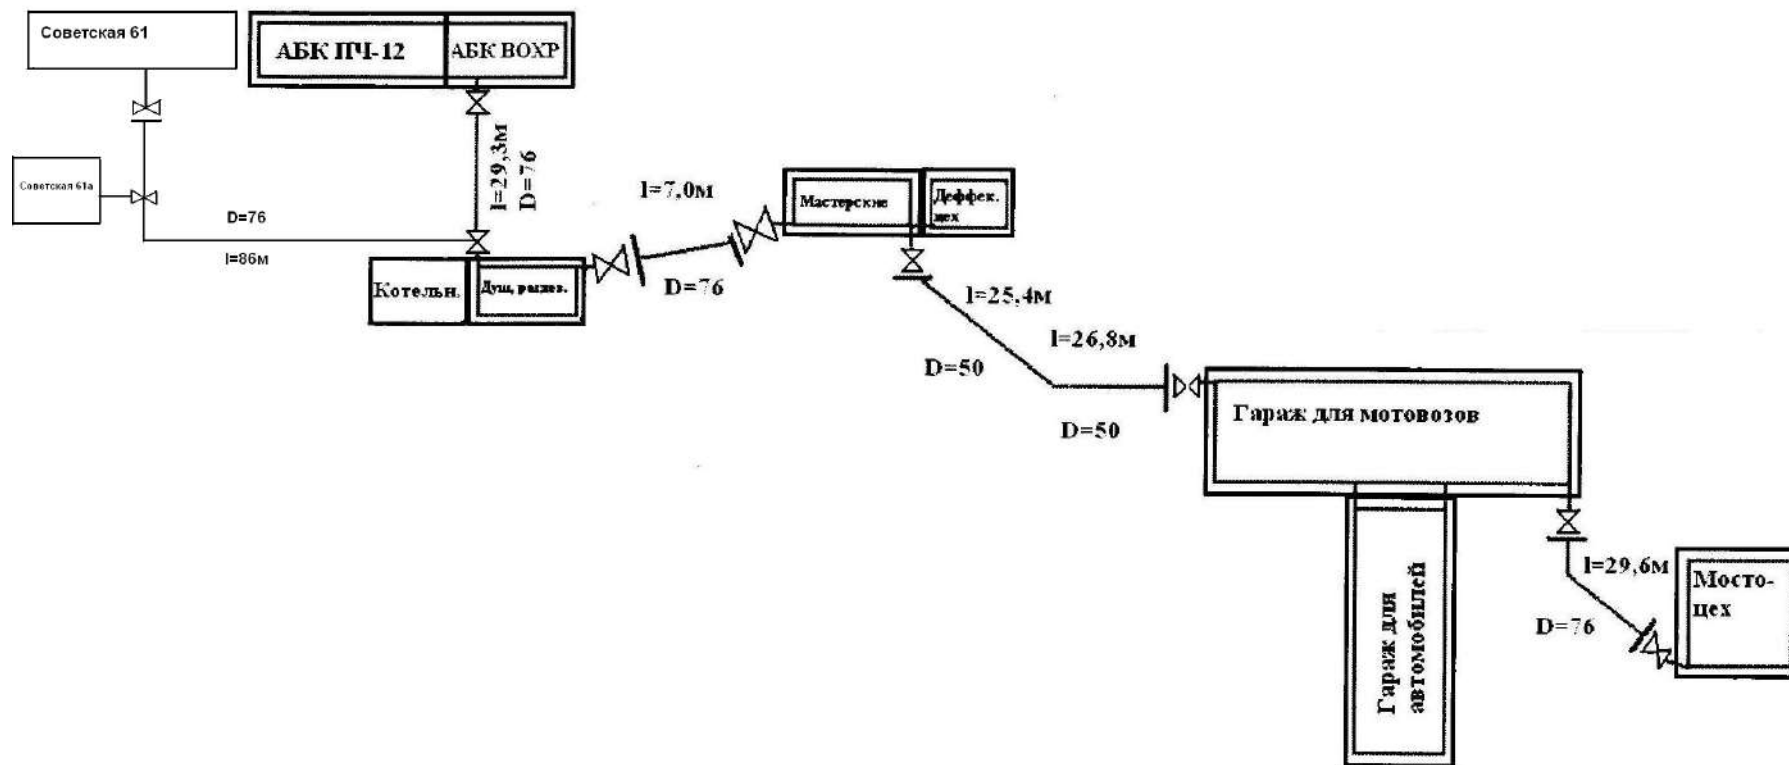 Советская 61
АБК ПЧ-12
АБК ВОХР
l=29,3м
D=76
Советская 61а
D=76
l=86м
Котельн.
Душ, раздев.
l=7,0м
D=76
Мастерские
Деффек.
цех
l=25,4м
D=50
l=26,8м
D=50
Гараж для мотовозов
Гараж для
автомобилей
l=29,6м
D=76
Мосто-
цех